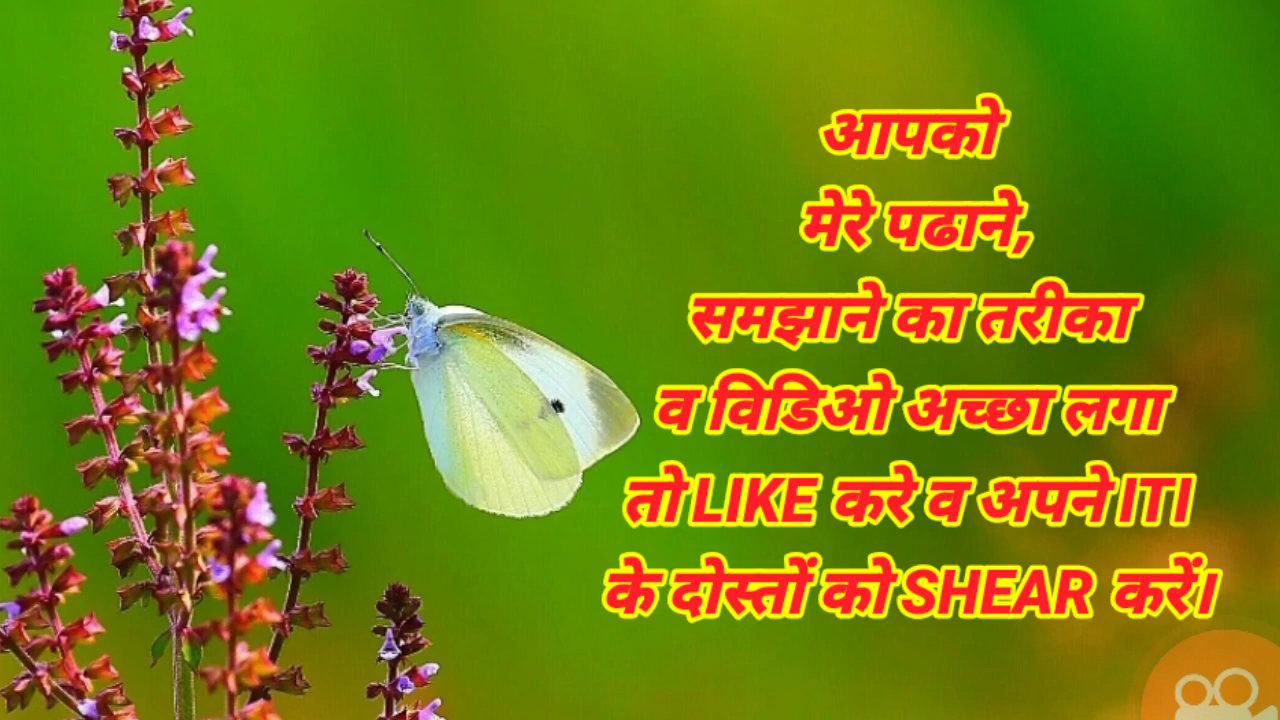 आपको
मेरे पढाने,
समझाने का तरीका
व विडिओ अच्छा लगा
तो LIKE करे व अपने ITI
के दोस्तों को SHEAR करें।